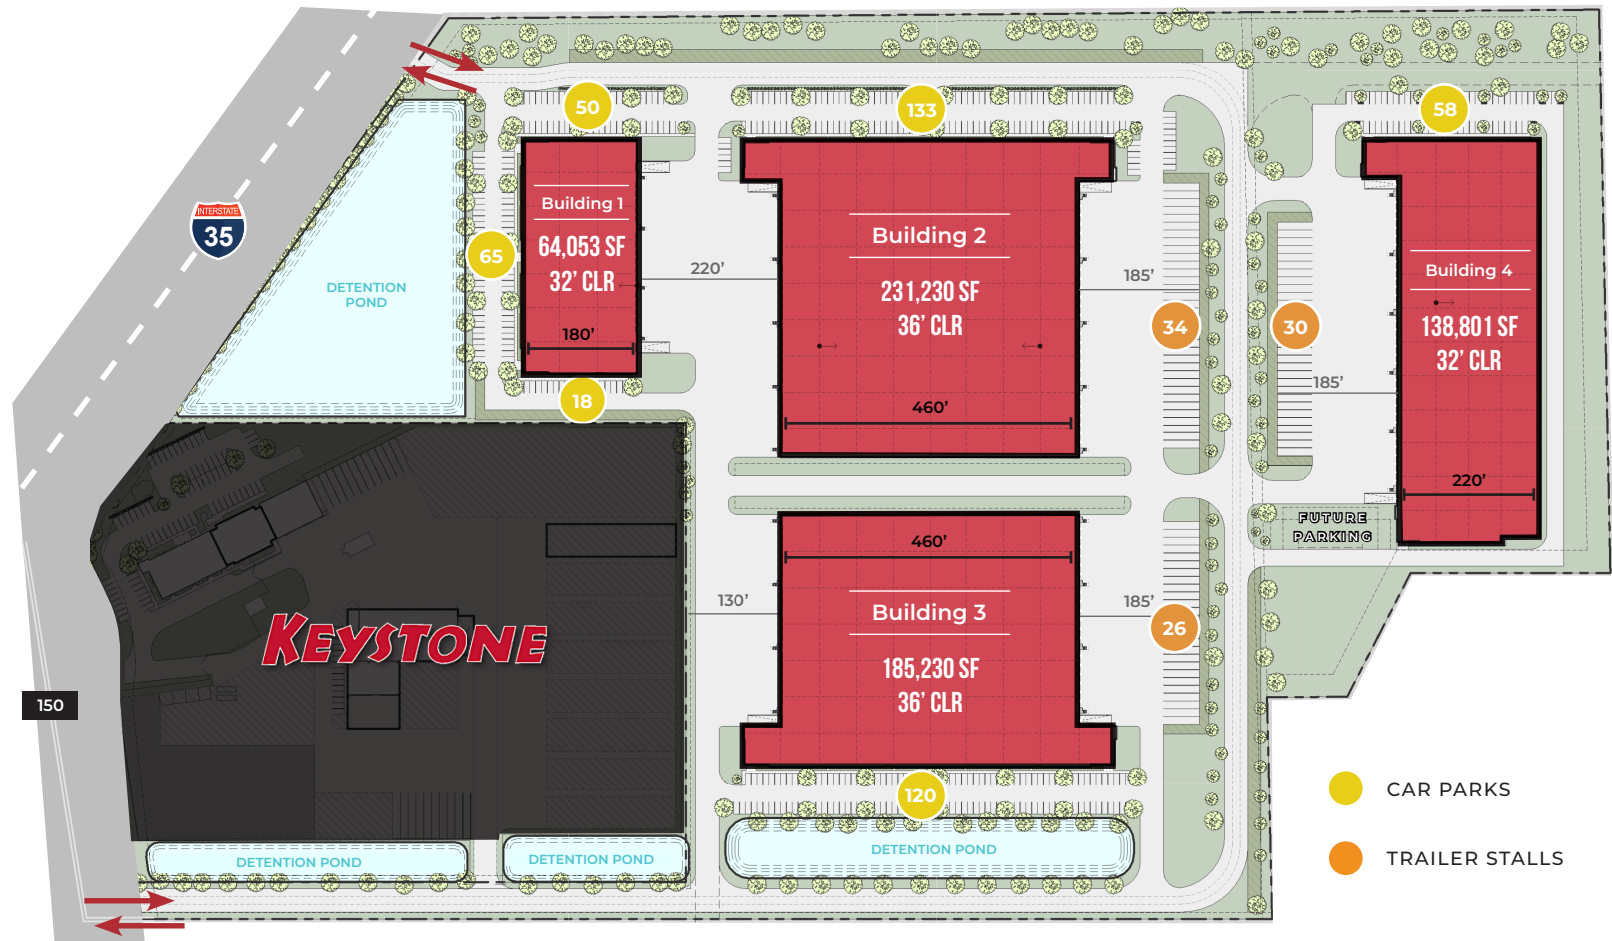 50
133
58
INTERSTATE
35
Building 1
64,053 SF
32’ CLR
180’
65
18
DETENTION
POND
220’
Building 2
231,230 SF
36’ CLR
460’
185’
34
30
185’
Building 4
138,801 SF
32’ CLR
220’
FUTURE
PARKING
KEYSTONE
130’
460’
Building 3
185,230 SF
36’ CLR
185’
26
150
120
DETENTION POND
DETENTION POND
DETENTION POND
CAR PARKS
TRAILER STALLS